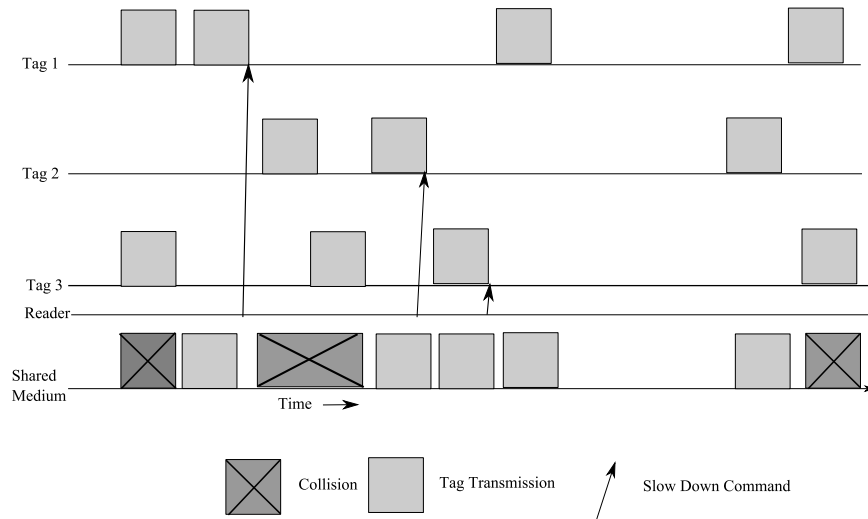 Tag 1
Tag 2
Tag 3
Reader
Shared
Medium
Time
Collision
Tag Transmission
Slow Down Command